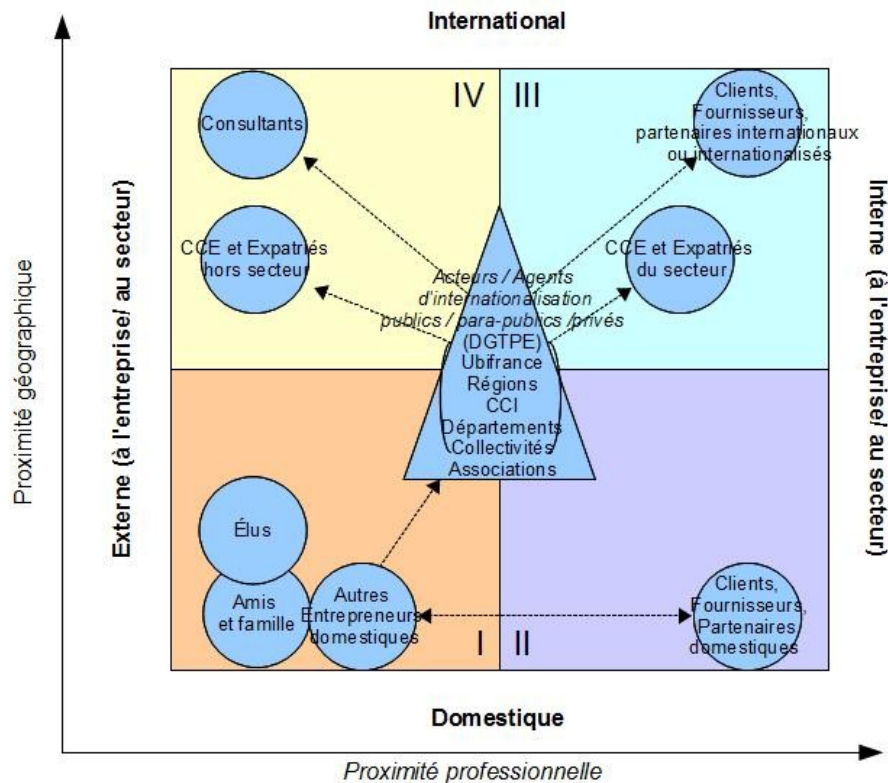 International
IV
III
Consultants
Clients,
Fournisseurs,
partenaires internationaux
ou internationalisés
CCE et Expatriés
hors secteur
CCE et Expatriés
du secteur
Acteurs / Agents
d'internationalisation
publics / para-publics /privés
(DGTPE)
Ubifrance
Régions
CCI
Départements
Collectivités
Associations
Proximité géographique
Externe (à l'entreprise/ au secteur)
Interne (à l'entreprise/ au secteur)
Élus
Amis
et famille
Autres
Entrepreneurs
domestiques
Clients,
Fournisseurs,
Partenaires
domestiques
I
II
Domestique
Proximité professionnelle